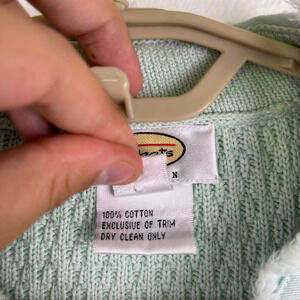 100% COTTON
EXCLUSIVE OF TRIM
DRY CLEAN ONLY